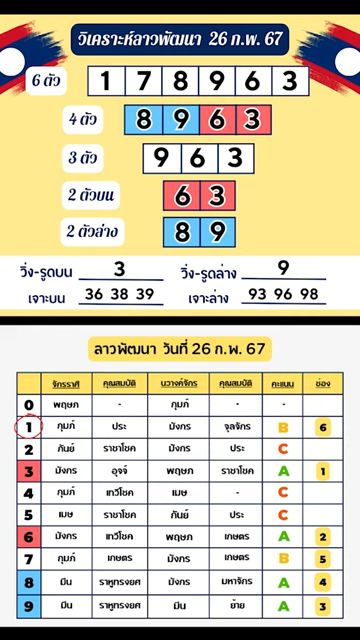 วิเคราะห์ลาวพัฒนา 26 ก.พ. 67
6 ตัว 1 7 8 9 6 3
4 ตัว 8 9 6 3
3 ตัว 9 6 3
2 ตัวบน 6 3
2 ตัวล่าง 8 9
วิ่ง-รูดบน 3 วิ่ง-รูดล่าง 9
เจาะบน 36 38 39 เจาะล่าง 93 96 98
ลาวพัฒนา วันที่ 26 ก.พ. 67
จักรราศี คุณสมบัติ นวางค์จักร คุณสมบัติ คะแนน ช่อง
0 พฤษภ - กุมภ์ - -
1 กุมภ์ ประ มังกร จุลจักร B 6
2 กันย์ ราชาโชค มังกร ประ C
3 มังกร อุจจ์ พฤษภ ราชาโชค A 1
4 กุมภ์ เทวีโชค เมษ - C
5 เมษ ราชาโชค กันย์ ประ C
6 มังกร เทวีโชค พฤษภ เกษตร A 2
7 กุมภ์ เกษตร มังกร เกษตร B 5
8 มีน ราหูทรงยศ มังกร มหาจักร A 4
9 มีน ราหูทรงยศ มีน ย้าย A 3